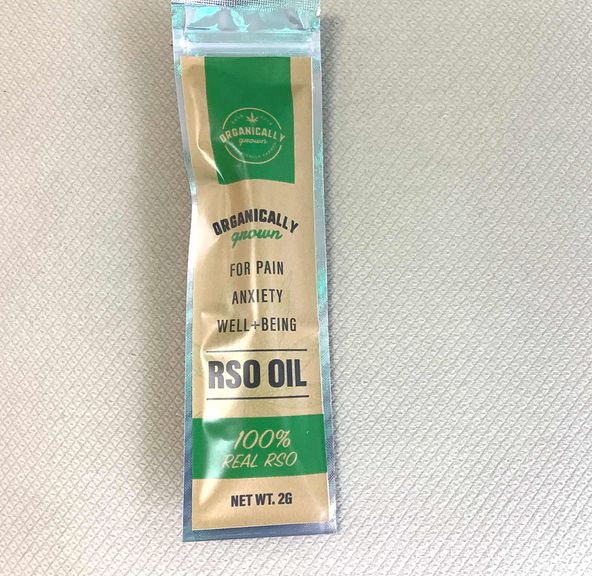 ORGANICALLY
grown
ORGANICALLY
grown
FOR PAIN
ANXIETY
WELL+BEING
RSO OIL
100%
REAL RSO
NET WT. 2G